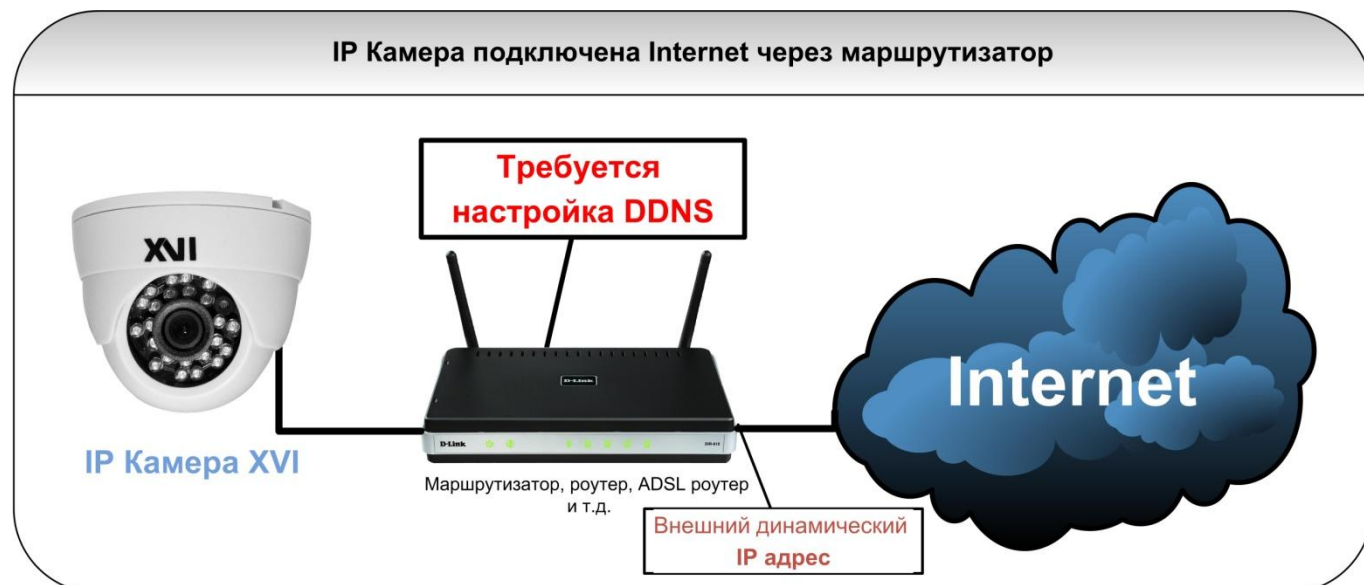 IP Камера подключена Internet через маршрутизатор
Требуется
настройка DDNS
XVI
D-Link
D-Link
Internet
IP Камера XVI
Маршрутизатор, роутер, ADSL роутер
и т.д.
Внешний динамический
IP адрес